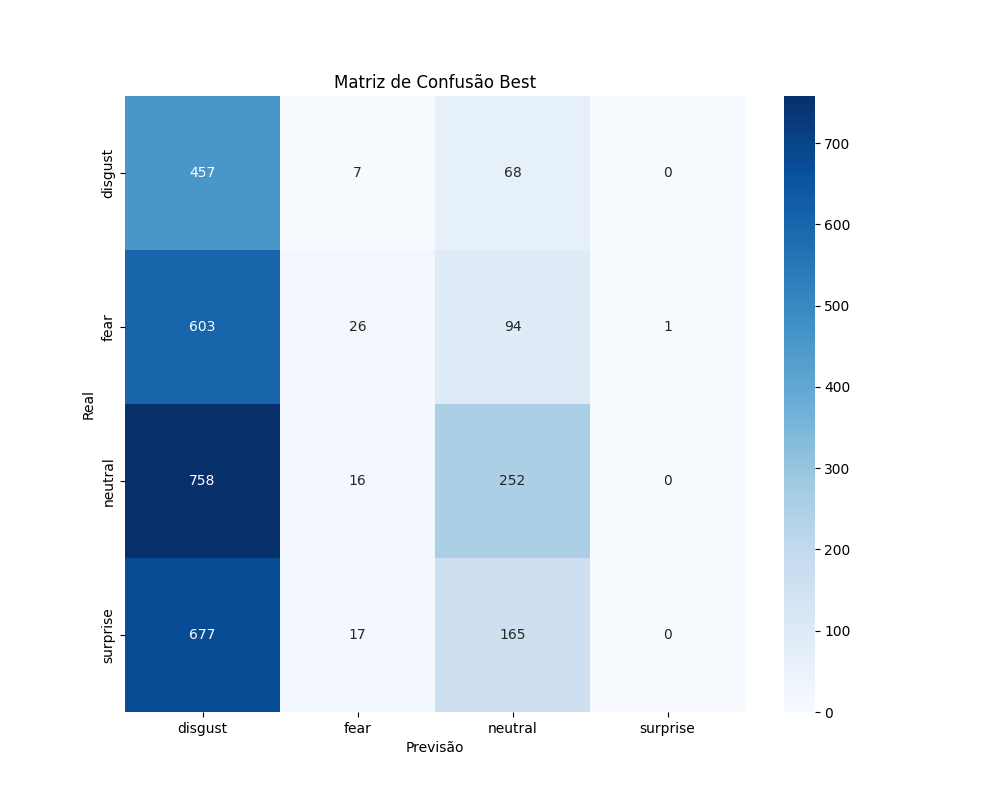 Matriz de Confusão Best
disgust 457 7 68 0
fear 603 26 94 1
neutral 758 16 252 0
surprise 677 17 165 0
Real
disgust fear neutral surprise
Previsão
700
600
500
400
300
200
100
0